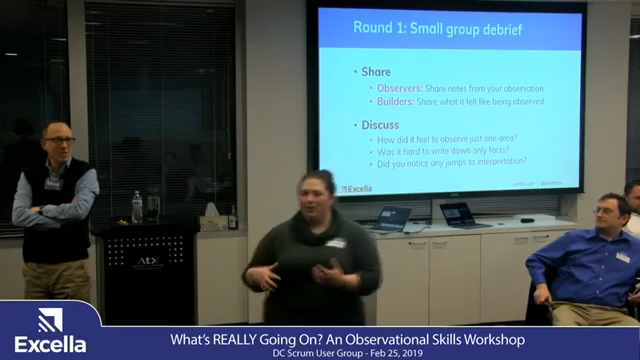 Round 1: Small group debrief
Share
Observers: Share notes from your observation
Builders: Share what it felt like being observed
Discuss
How did it feel to observe just one area?
Was it hard to write down only facts?
Did you notice any jumps to interpretation?
Excella
Excella
What's REALLY Going On? An Observational Skills Workshop
DC Scrum User Group - Feb 25, 2019